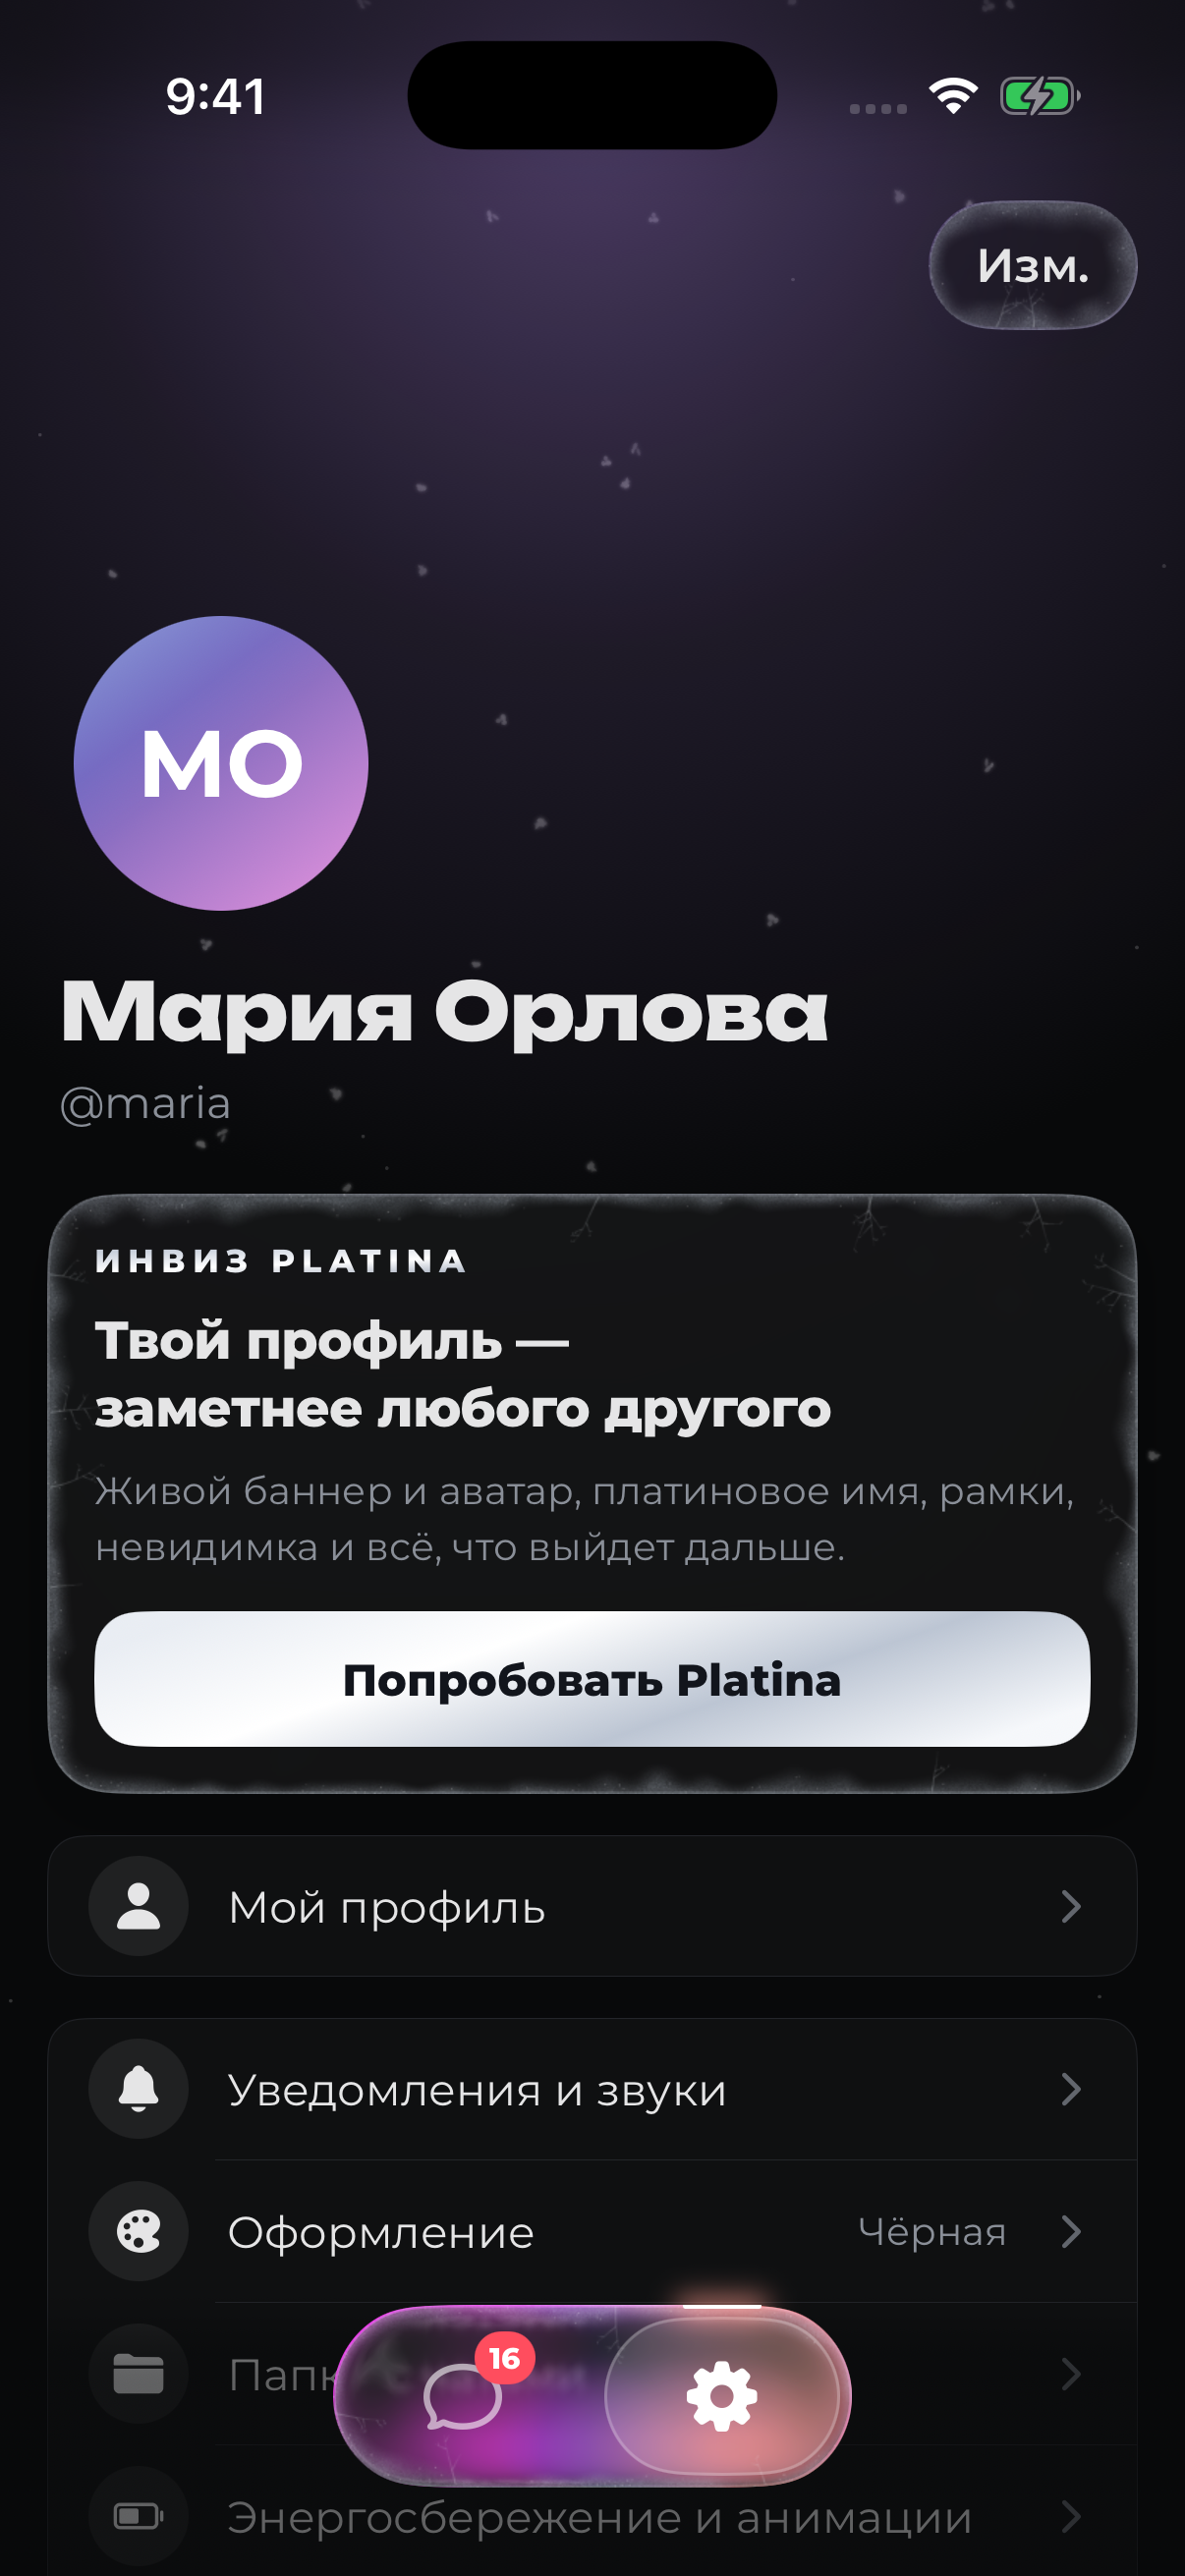 9:41
Изм.
МО
Мария Орлова
@maria
ИНВИЗ PLATINA
Твой профиль —
заметнее любого другого
Живой баннер и аватар, платиновое имя, рамки,
невидимка и всё, что выйдет дальше.
Попробовать Platina
Мой профиль
Уведомления и звуки
Оформление
Чёрная
16
Энергосбережение и анимации